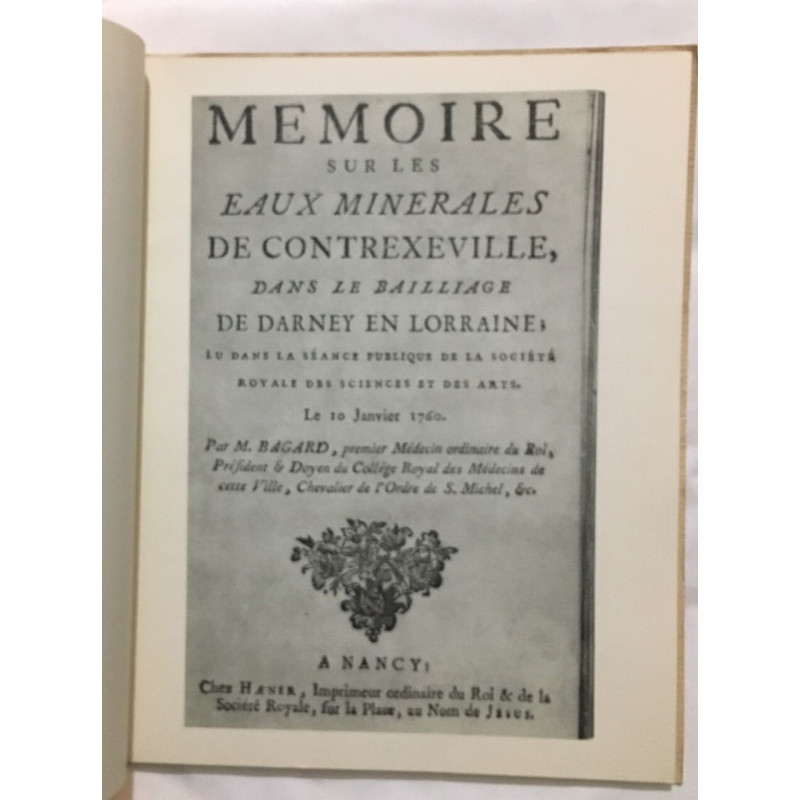 MEMOIRE
SUR LES
EAUX MINERALES
DE CONTREXEVILLE,
DANS LE BAILLIAGE
DE DARNEY EN LORRAINE;
LU DANS LA SÉANCE PUBLIQUE DE LA SOCIÉTÉ
ROYALE DES SCIENCES ET DES ARTS.
Le 10 Janvier 1760.
Par M. BAGARD, premier Médecin ordinaire du Roi,
Préſident & Doyen du Collége Royal des Médecins de
cette Ville, Chevalier de l'Ordre de S. Michel, &c.
A NANCY;
Chez HÆNER, Imprimeur ordinaire du Roi & de la
Société Royale, ſur la Place, au Nom de JESUS.